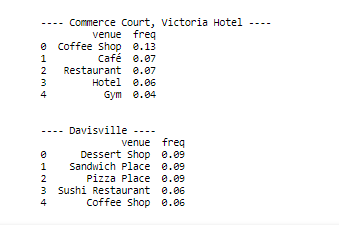 ---- Commerce Court, Victoria Hotel ----
venue freq
0 Coffee Shop 0.13
1 Café 0.07
2 Restaurant 0.07
3 Hotel 0.06
4 Gym 0.04
---- Davisville ----
venue freq
0 Dessert Shop 0.09
1 Sandwich Place 0.09
2 Pizza Place 0.09
3 Sushi Restaurant 0.06
4 Coffee Shop 0.06